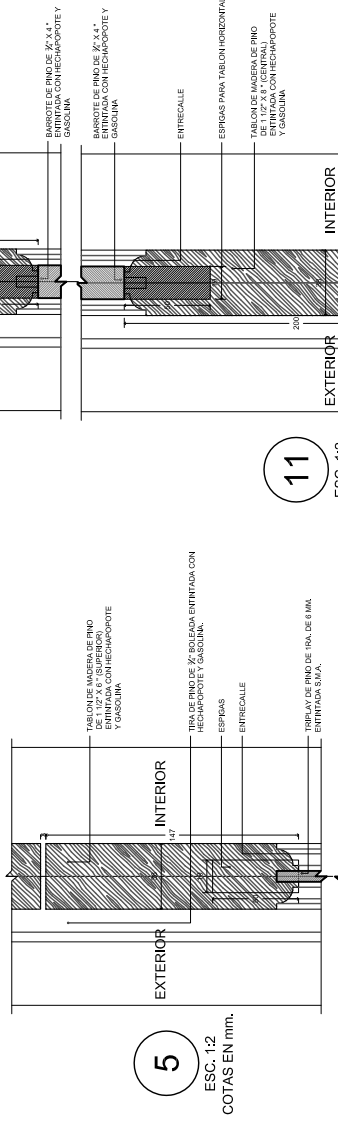 BARROTE DE PINO DE ¾" X 4"
ENTINTADA CON HECHAPOPOTE Y
GASOLINA
BARROTE DE PINO DE ¾" X 4"
ENTINTADA CON HECHAPOPOTE Y
GASOLINA
ENTRECALLE
ESPIGAS PARA TABLON HORIZONTAL
TABLON DE MADERA DE PINO
DE 1 1/2" X 8" (CENTRAL)
ENTINTADA CON HECHAPOPOTE
Y GASOLINA
INTERIOR
200
EXTERIOR
11
TABLON DE MADERA DE PINO
DE 1 1/2" X 6" (SUPERIOR)
ENTINTADA CON HECHAPOPOTE
Y GASOLINA
TIRA DE PINO DE ¾" BOLEADA ENTINTADA CON
HECHAPOPOTE Y GASOLINA.
ESPIGAS
ENTRECALLE
TRIPLAY DE PINO DE 1RA. DE 6 MM.
ENTINTADA S.M.A.
INTERIOR
147
EXTERIOR
5
ESC. 1:2
COTAS EN mm.